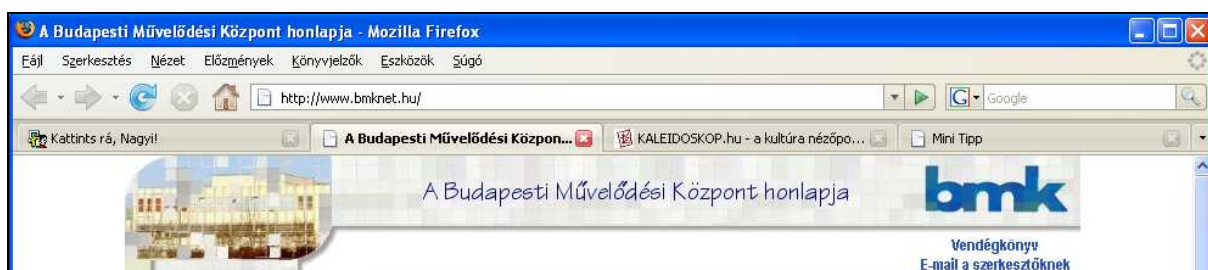 A Budapesti Művelődési Központ honlapja - Mozilla Firefox
Fájl Szerkesztés Nézet Előzmények Könyvjelzők Eszközök Súgó
http://www.bmknet.hu/ G Google
Kattints rá, Nagyi! A Budapesti Művelődési Közpon... KALEIDOSKOP.hu - a kultúra nézőpo... Mini Tipp
A Budapesti Művelődési Központ honlapja bmk
Vendégkönyv
E-mail a szerkesztőknek